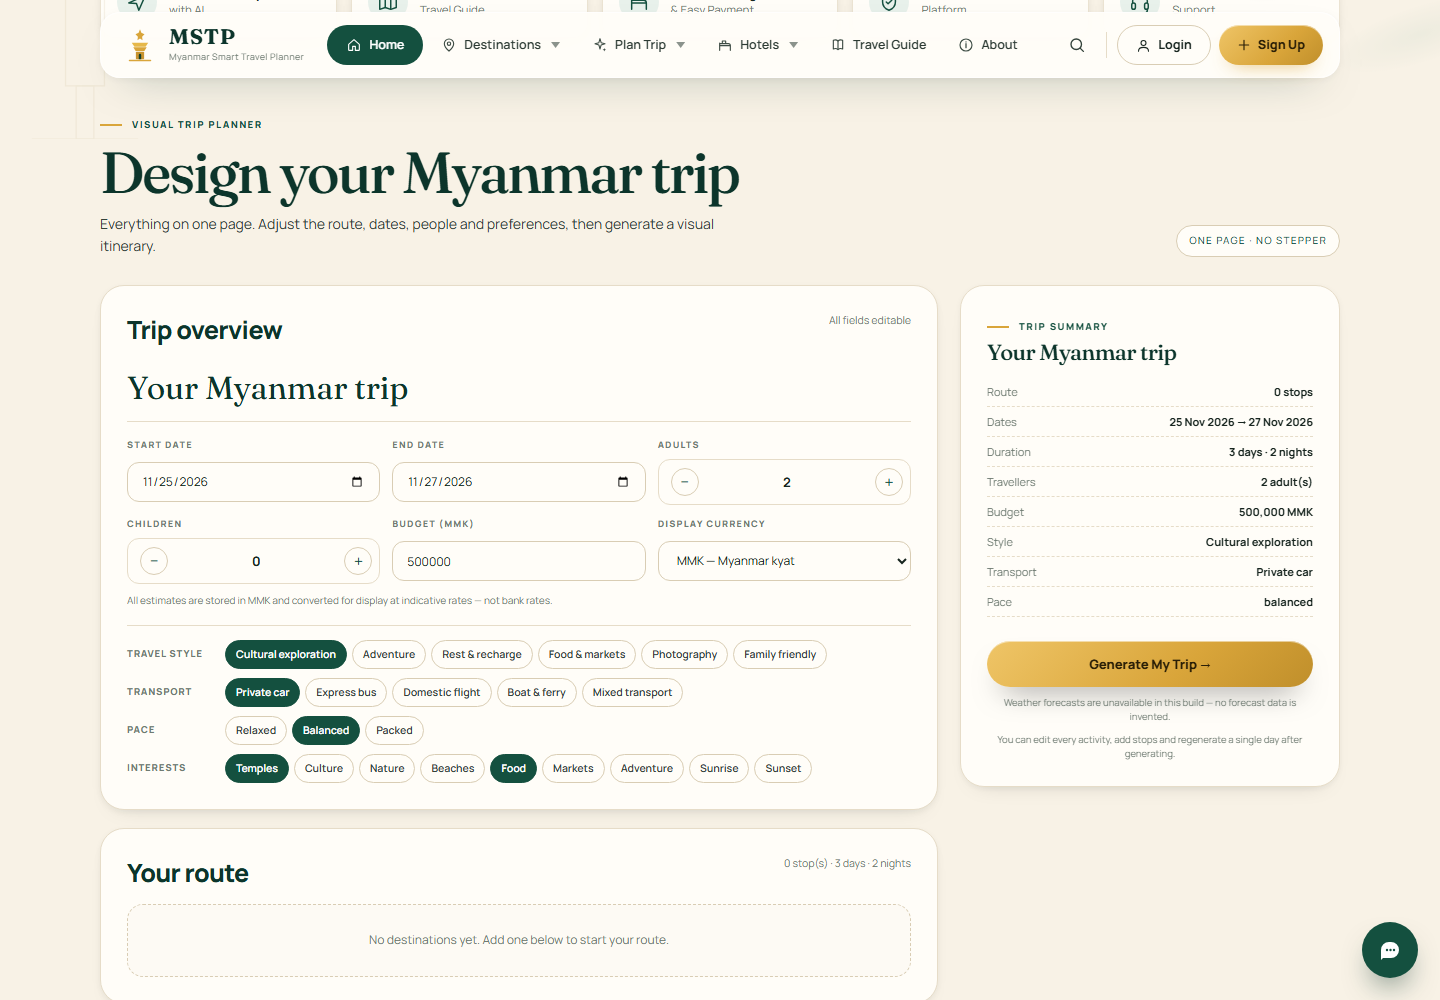 with AI
Travel Guide
& Easy Payment
Platform
Support
MSTP
Myanmar Smart Travel Planner
Home
Destinations
Plan Trip
Hotels
Travel Guide
About
Login
Sign Up
VISUAL TRIP PLANNER
Design your Myanmar trip
Everything on one page. Adjust the route, dates, people and preferences, then generate a visual
itinerary.
ONE PAGE · NO STEPPER
Trip overview
All fields editable
Your Myanmar trip
START DATE
END DATE
ADULTS
11/25/2026
11/27/2026
− 2 +
CHILDREN
BUDGET (MMK)
DISPLAY CURRENCY
− 0 +
500000
MMK — Myanmar kyat
All estimates are stored in MMK and converted for display at indicative rates — not bank rates.
TRAVEL STYLE Cultural exploration Adventure Rest & recharge Food & markets Photography Family friendly
TRANSPORT Private car Express bus Domestic flight Boat & ferry Mixed transport
PACE Relaxed Balanced Packed
INTERESTS Temples Culture Nature Beaches Food Markets Adventure Sunrise Sunset
TRIP SUMMARY
Your Myanmar trip
Route 0 stops
Dates 25 Nov 2026 → 27 Nov 2026
Duration 3 days · 2 nights
Travellers 2 adult(s)
Budget 500,000 MMK
Style Cultural exploration
Transport Private car
Pace balanced
Generate My Trip →
Weather forecasts are unavailable in this build — no forecast data is
invented.
You can edit every activity, add stops and regenerate a single day after
generating.
Your route
0 stop(s) · 3 days · 2 nights
No destinations yet. Add one below to start your route.